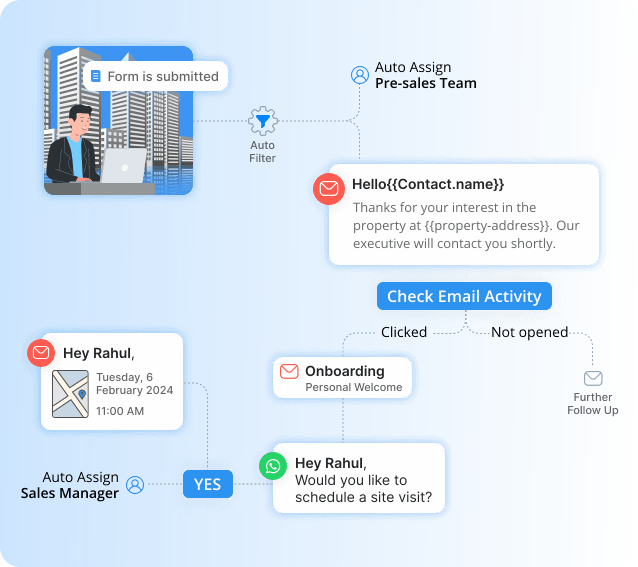 Form is submitted
Auto
Filter
Auto Assign
Pre-sales Team
Hello{{Contact.name}}
Thanks for your interest in the
property at {{property-address}}. Our
executive will contact you shortly.
Check Email Activity
Clicked
Not opened
Further
Follow Up
Onboarding
Personal Welcome
Hey Rahul,
Would you like to
schedule a site visit?
YES
Hey Rahul,
Tuesday, 6
February 2024
11:00 AM
Auto Assign
Sales Manager